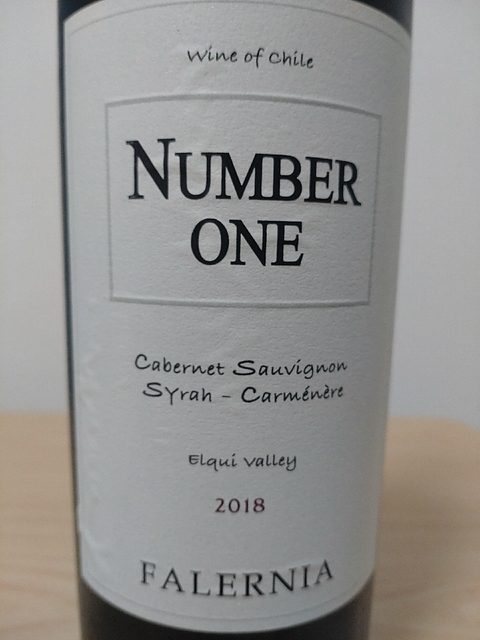 Wine of Chile
NUMBER
ONE
Cabernet Sauvignon
Syrah - Carménère
Elqui Valley
2018
FALERNIA